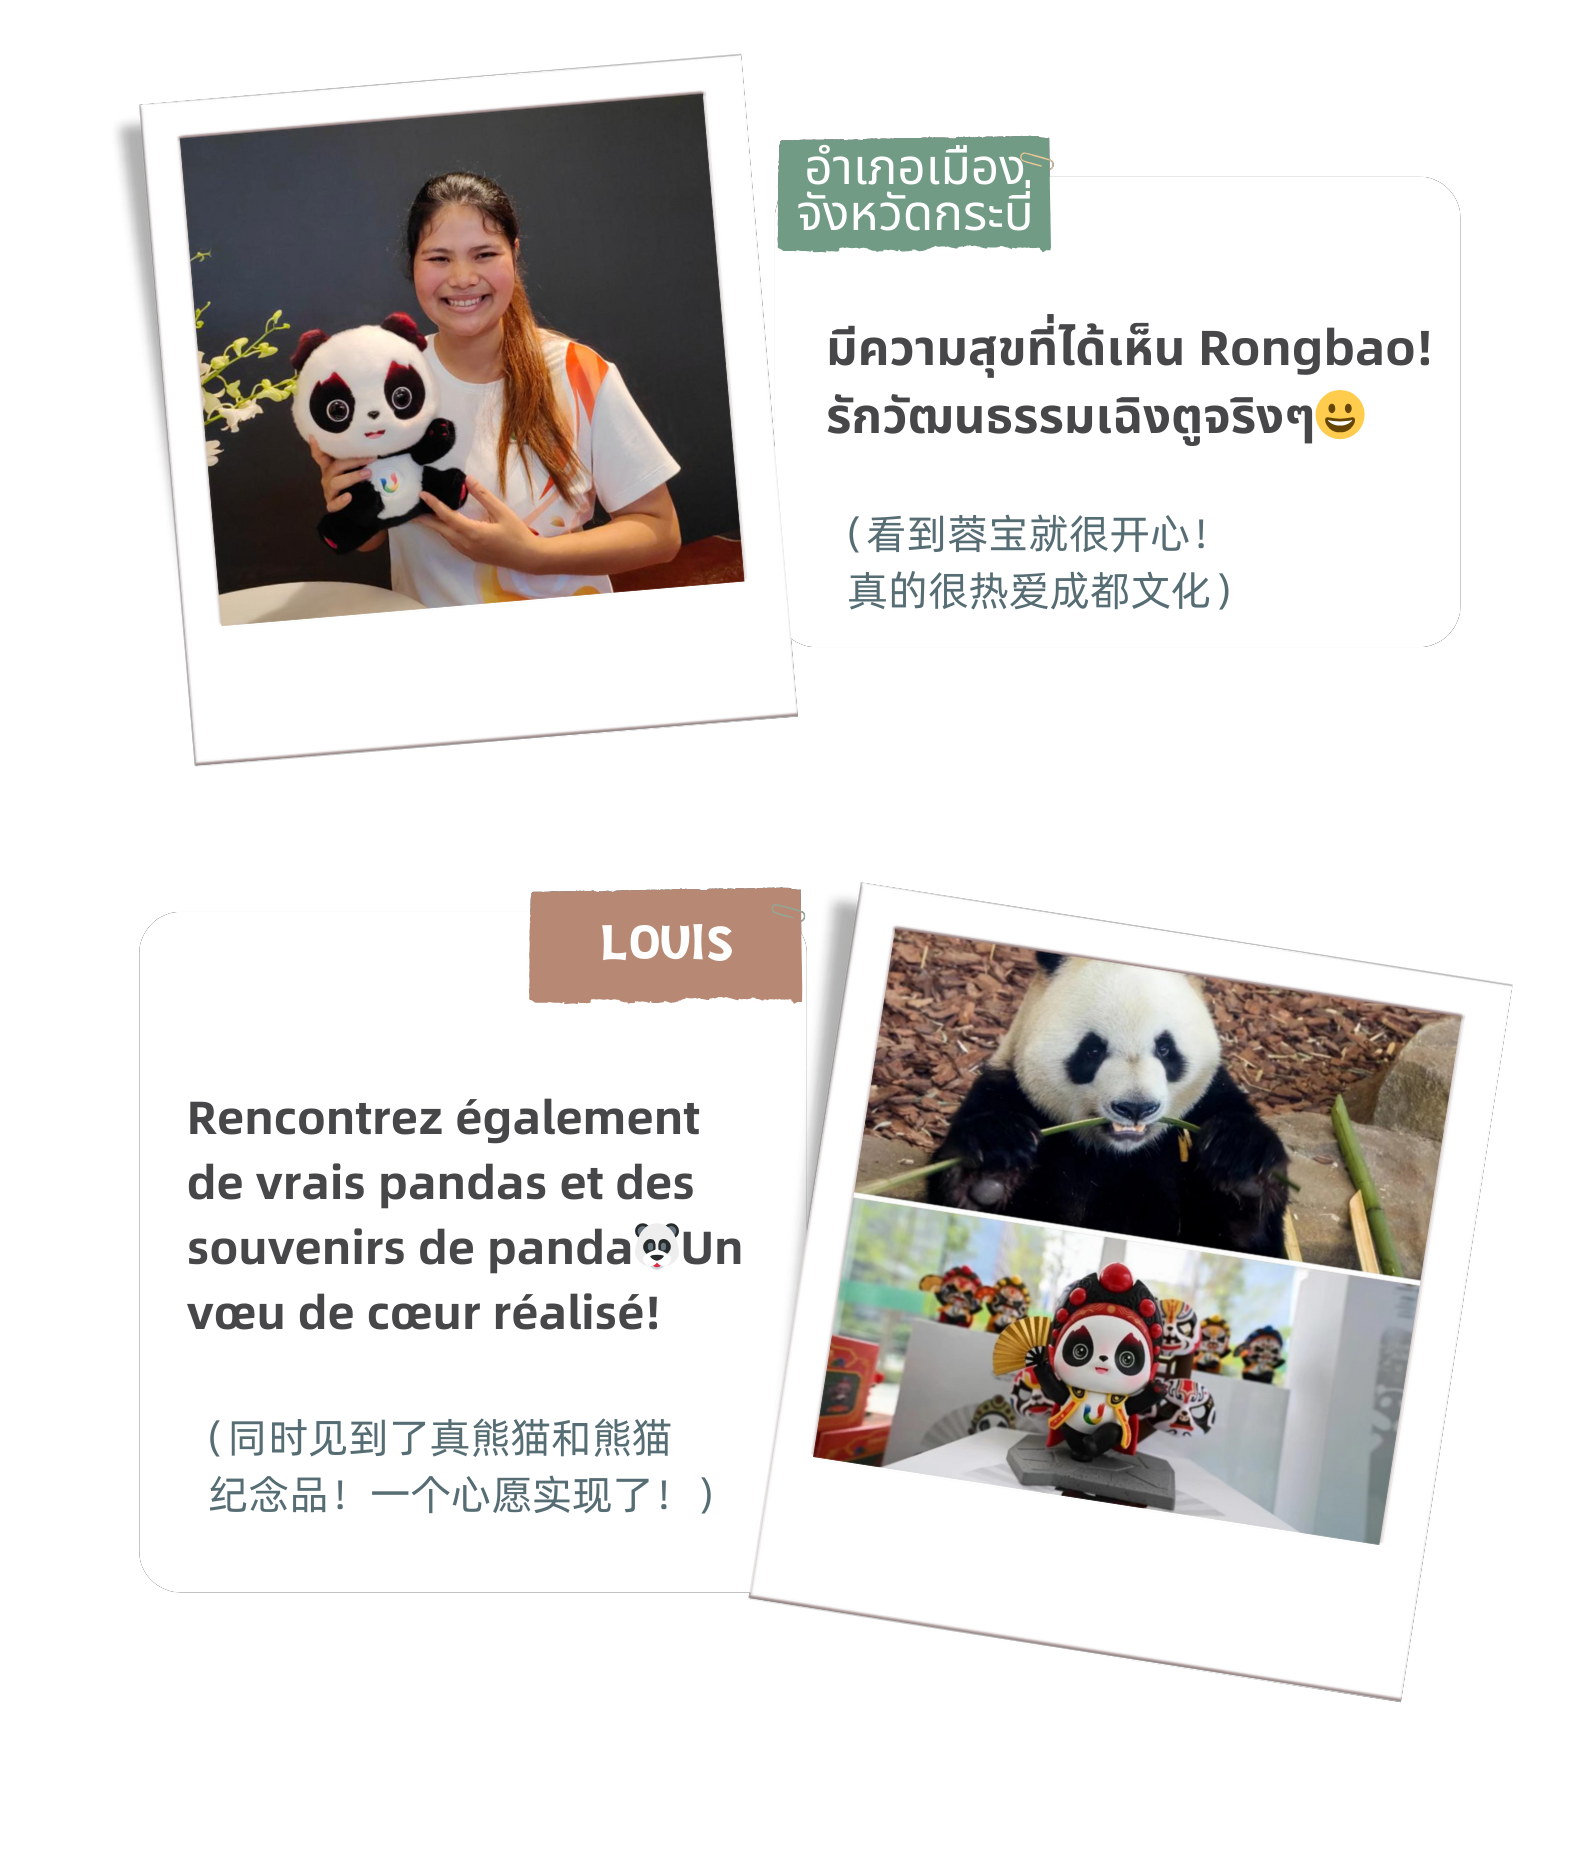 อำเภอเมือง
จังหวัดกระบี่
มีความสุขที่ได้เห็น Rongbao!
รักวัฒนธรรมเฉิงตูจริงๆ😃
（看到蓉宝就很开心！
真的很热爱成都文化）
LOUIS
Rencontrez également
de vrais pandas et des
souvenirs de panda🐼Un
vœu de cœur réalisé!
（同时见到了真熊猫和熊猫
纪念品！一个心愿实现了！）